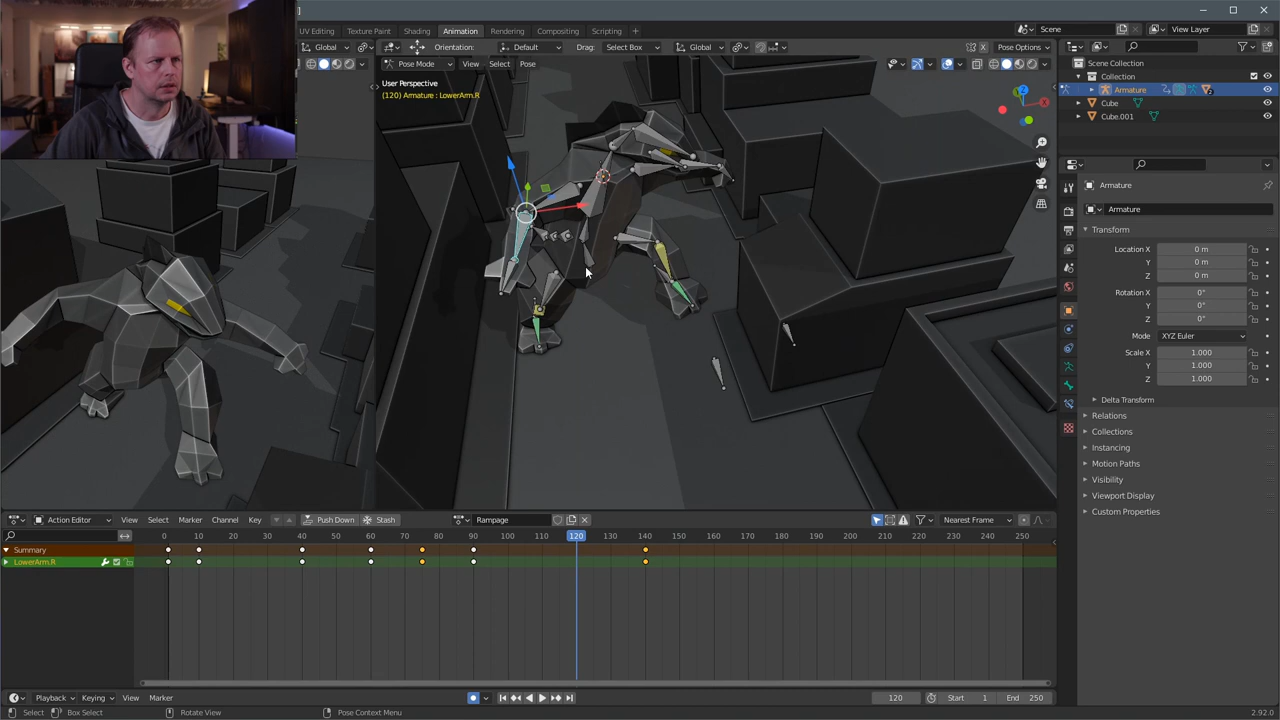 UV Editing Texture Paint Shading Animation Rendering Compositing Scripting + Scene View Layer
Global Orientation: Default Drag: Select Box Global Pose Options
Pose Mode View Select Pose
User Perspective
(120) Armature : LowerArm.R
Z
X
Scene Collection
Collection
Armature
Cube
Cube.001
Armature
Armature
Transform
Location X 0 m
Y 0 m
Z 0 m
Rotation X 0°
Y 0°
Z 0°
Mode XYZ Euler
Scale X 1.000
Y 1.000
Z 1.000
Delta Transform
Relations
Collections
Instancing
Motion Paths
Visibility
Viewport Display
Custom Properties
Action Editor View Select Marker Channel Key Push Down Stash Rampage Nearest Frame
0 10 20 30 40 50 60 70 80 90 100 110 120 130 140 150 160 170 180 190 200 210 220 230 240 250
Summary
LowerArm.R
Playback Keying View Marker 120 Start 1 End 250
Select Box Select Rotate View Pose Context Menu 2.92.0